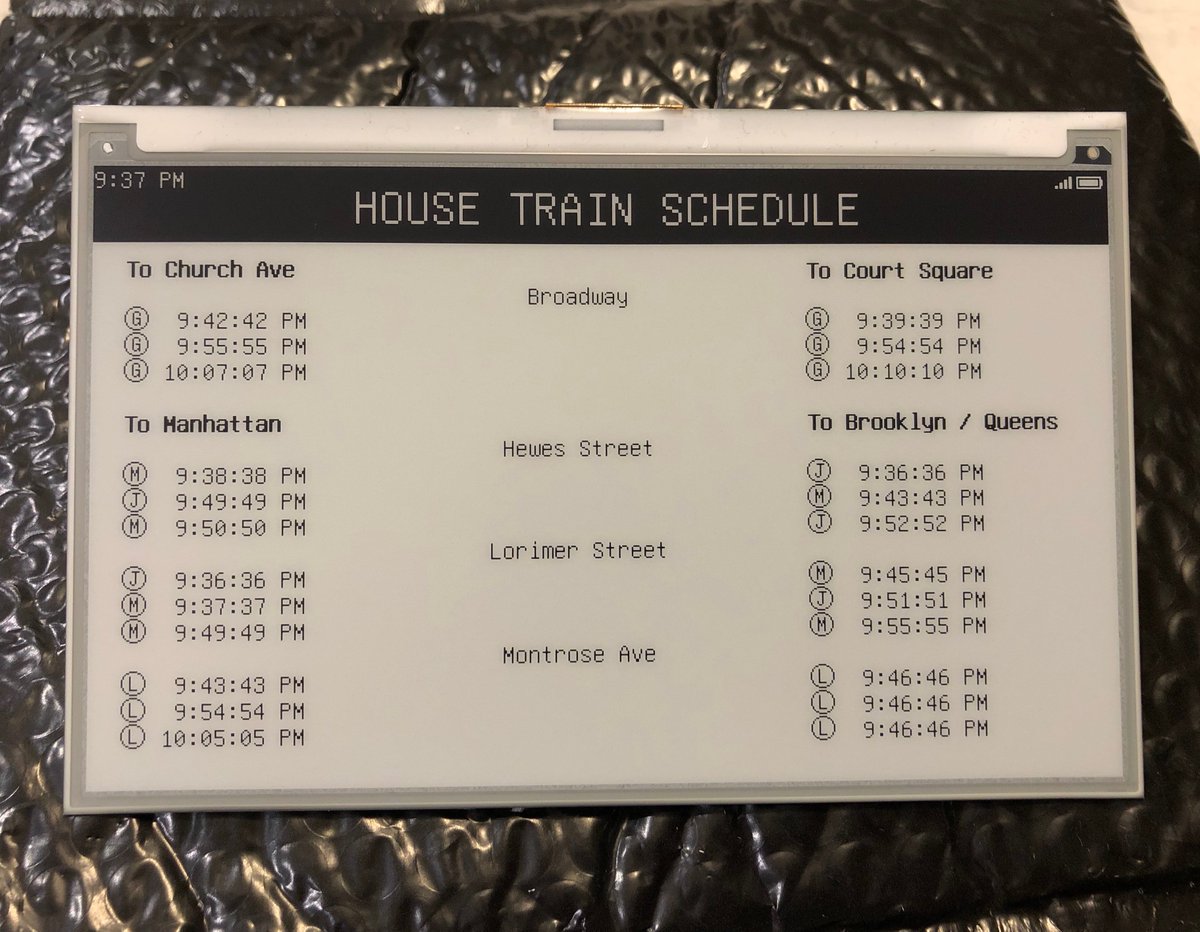 9:37 PM
HOUSE TRAIN SCHEDULE
To Church Ave
To Court Square
Broadway
G 9:42:42 PM
G 9:39:39 PM
G 9:55:55 PM
G 9:54:54 PM
G 10:07:07 PM
G 10:10:10 PM
To Manhattan
To Brooklyn / Queens
Hewes Street
M 9:38:38 PM
J 9:36:36 PM
J 9:49:49 PM
M 9:43:43 PM
M 9:50:50 PM
J 9:52:52 PM
Lorimer Street
J 9:36:36 PM
M 9:45:45 PM
M 9:37:37 PM
J 9:51:51 PM
M 9:49:49 PM
M 9:55:55 PM
Montrose Ave
L 9:43:43 PM
L 9:46:46 PM
L 9:54:54 PM
L 9:46:46 PM
L 10:05:05 PM
L 9:46:46 PM